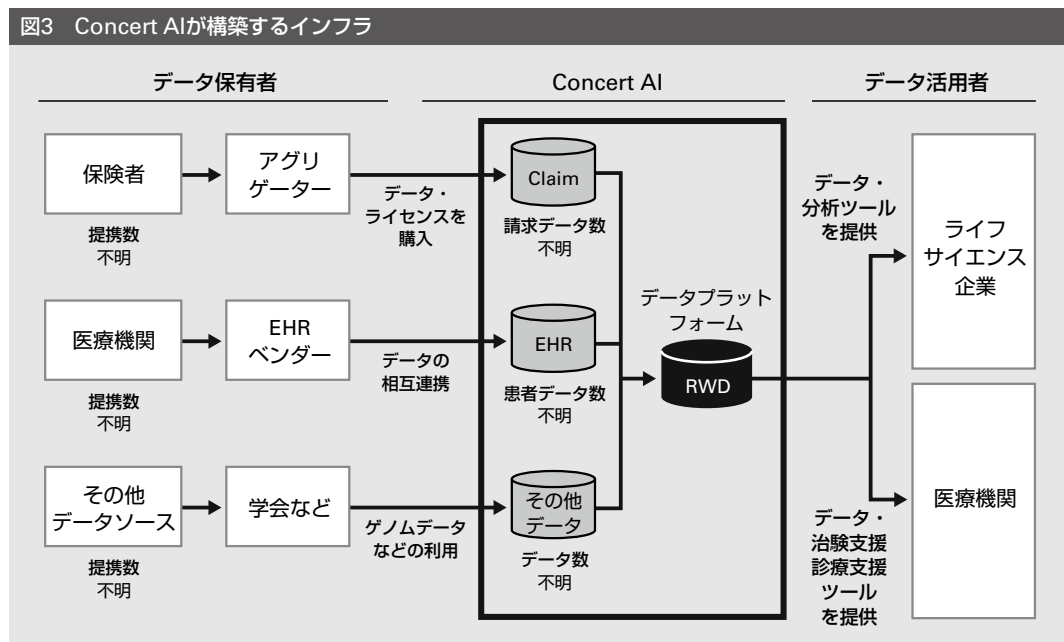 図3 Concert AIが構築するインフラ
データ保有者
Concert AI
データ活用者
保険者
提携数
不明
アグリ
ゲーター
データ・
ライセンスを
購入
Claim
請求データ数
不明
医療機関
提携数
不明
EHR
ベンダー
データの
相互連携
EHR
患者データ数
不明
その他
データソース
提携数
不明
学会など
ゲノムデータ
などの利用
その他
データ
データ数
不明
データプラット
フォーム
RWD
データ・
分析ツール
を提供
ライフ
サイエンス
企業
データ・
治験支援
診療支援
ツール
を提供
医療機関